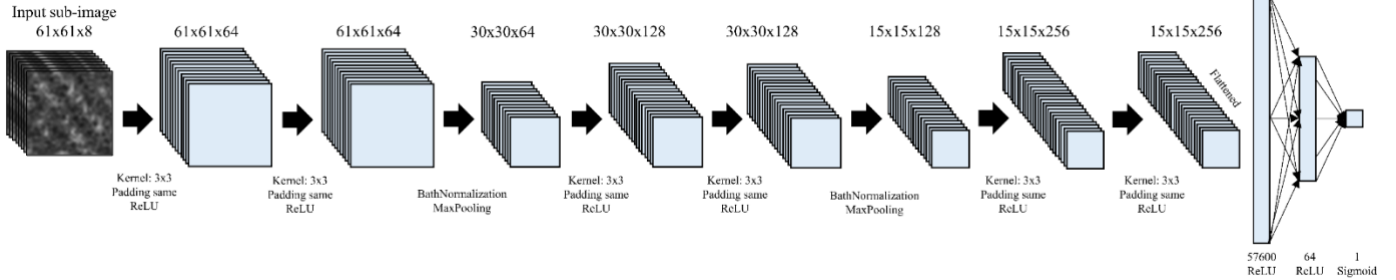 Input sub-image
61x61x8
61x61x64
61x61x64
30x30x64
30x30x128
30x30x128
15x15x128
15x15x256
15x15x256
Flattened
Kernel: 3x3
Padding same
ReLU
Kernel: 3x3
Padding same
ReLU
BathNormalization
MaxPooling
Kernel: 3x3
Padding same
ReLU
Kernel: 3x3
Padding same
ReLU
BathNormalization
MaxPooling
Kernel: 3x3
Padding same
ReLU
Kernel: 3x3
Padding same
ReLU
57600
ReLU
64
ReLU
1
Sigmoid